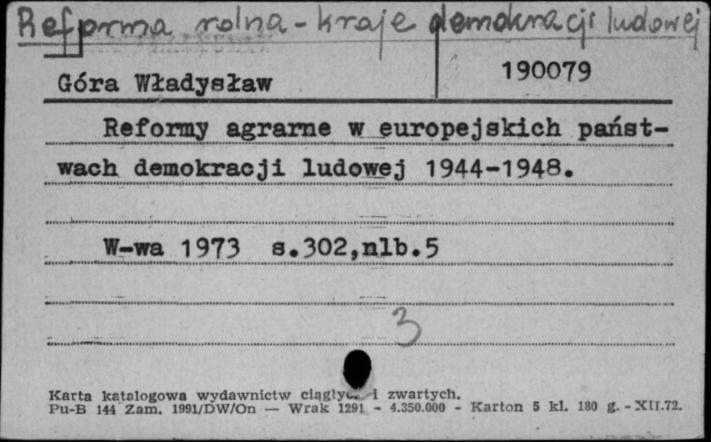 Reforma rolna - kraje demokracji ludowej
Góra Władysław
190079
Reformy agrarne w europejskich państ-
wach demokracji ludowej 1944-1948.
W-wa 1973 s.302,nlb.5
3
Karta katalogowa wydawnictw i zwartych.
Pu-B 144 Zam. 1991/DW/On — Wrak 1291 - 4.350.000 - Karton 5 kl. 180 g. - XII.72.